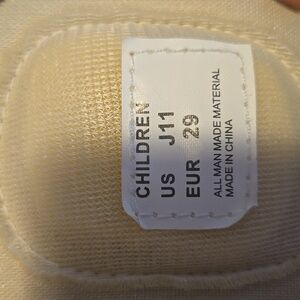 CHILDREN
US J11
EUR 29
ALL MAN MADE MATERIAL
MADE IN CHINA